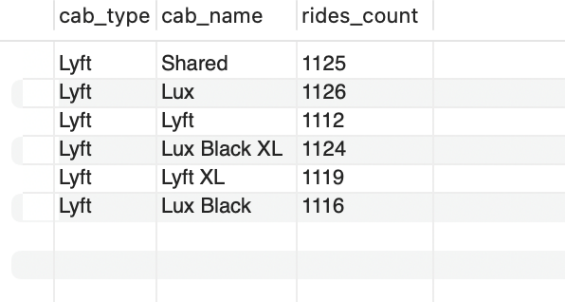 cab_type cab_name rides_count
Lyft Shared 1125
Lyft Lux 1126
Lyft Lyft 1112
Lyft Lux Black XL 1124
Lyft Lyft XL 1119
Lyft Lux Black 1116